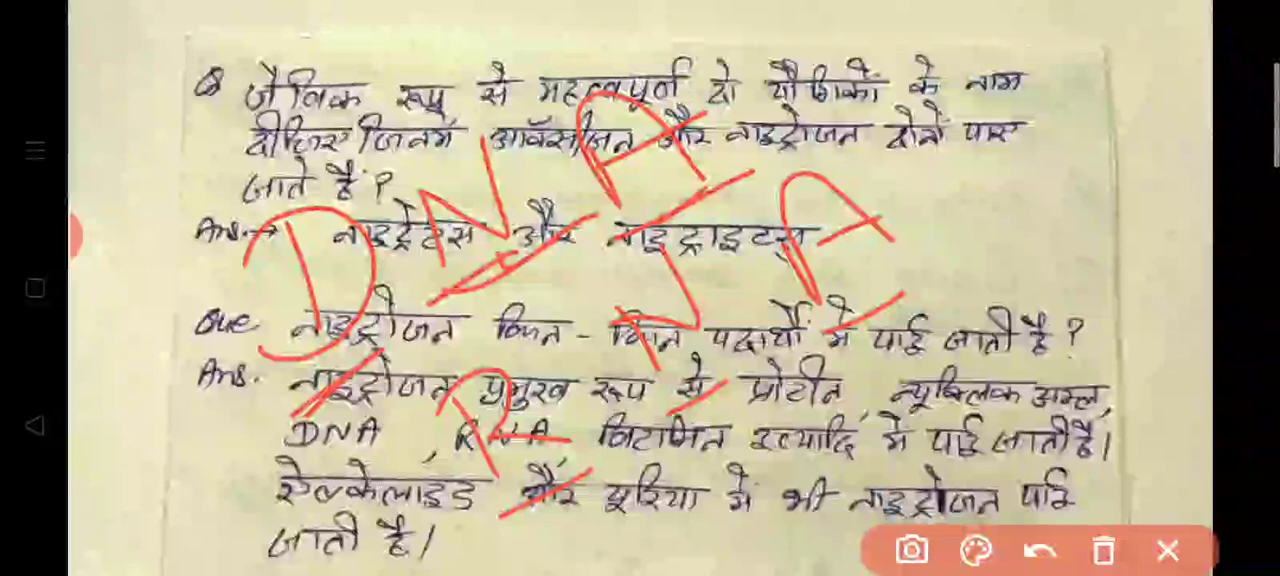 Q जैविक रूप से महत्वपूर्ण दो यौगिकों के नाम
दीजिए जिनमें ऑक्सीजन और नाइट्रोजन दोनों पाए
जाते हैं?
Ans.→ नाइट्रेट्स और नाइट्राइट्स
Que. नाइट्रोजन किन-किन पदार्थों में पाई जाती है?
Ans. नाइट्रोजन प्रमुख रूप से प्रोटीन न्यूक्लिक अम्ल,
DNA, RNA विटामिन इत्यादि में पाई जाती है।
ऐल्केलाइड और यूरिया में भी नाइट्रोजन पाई
जाती है।
DNA
RNA